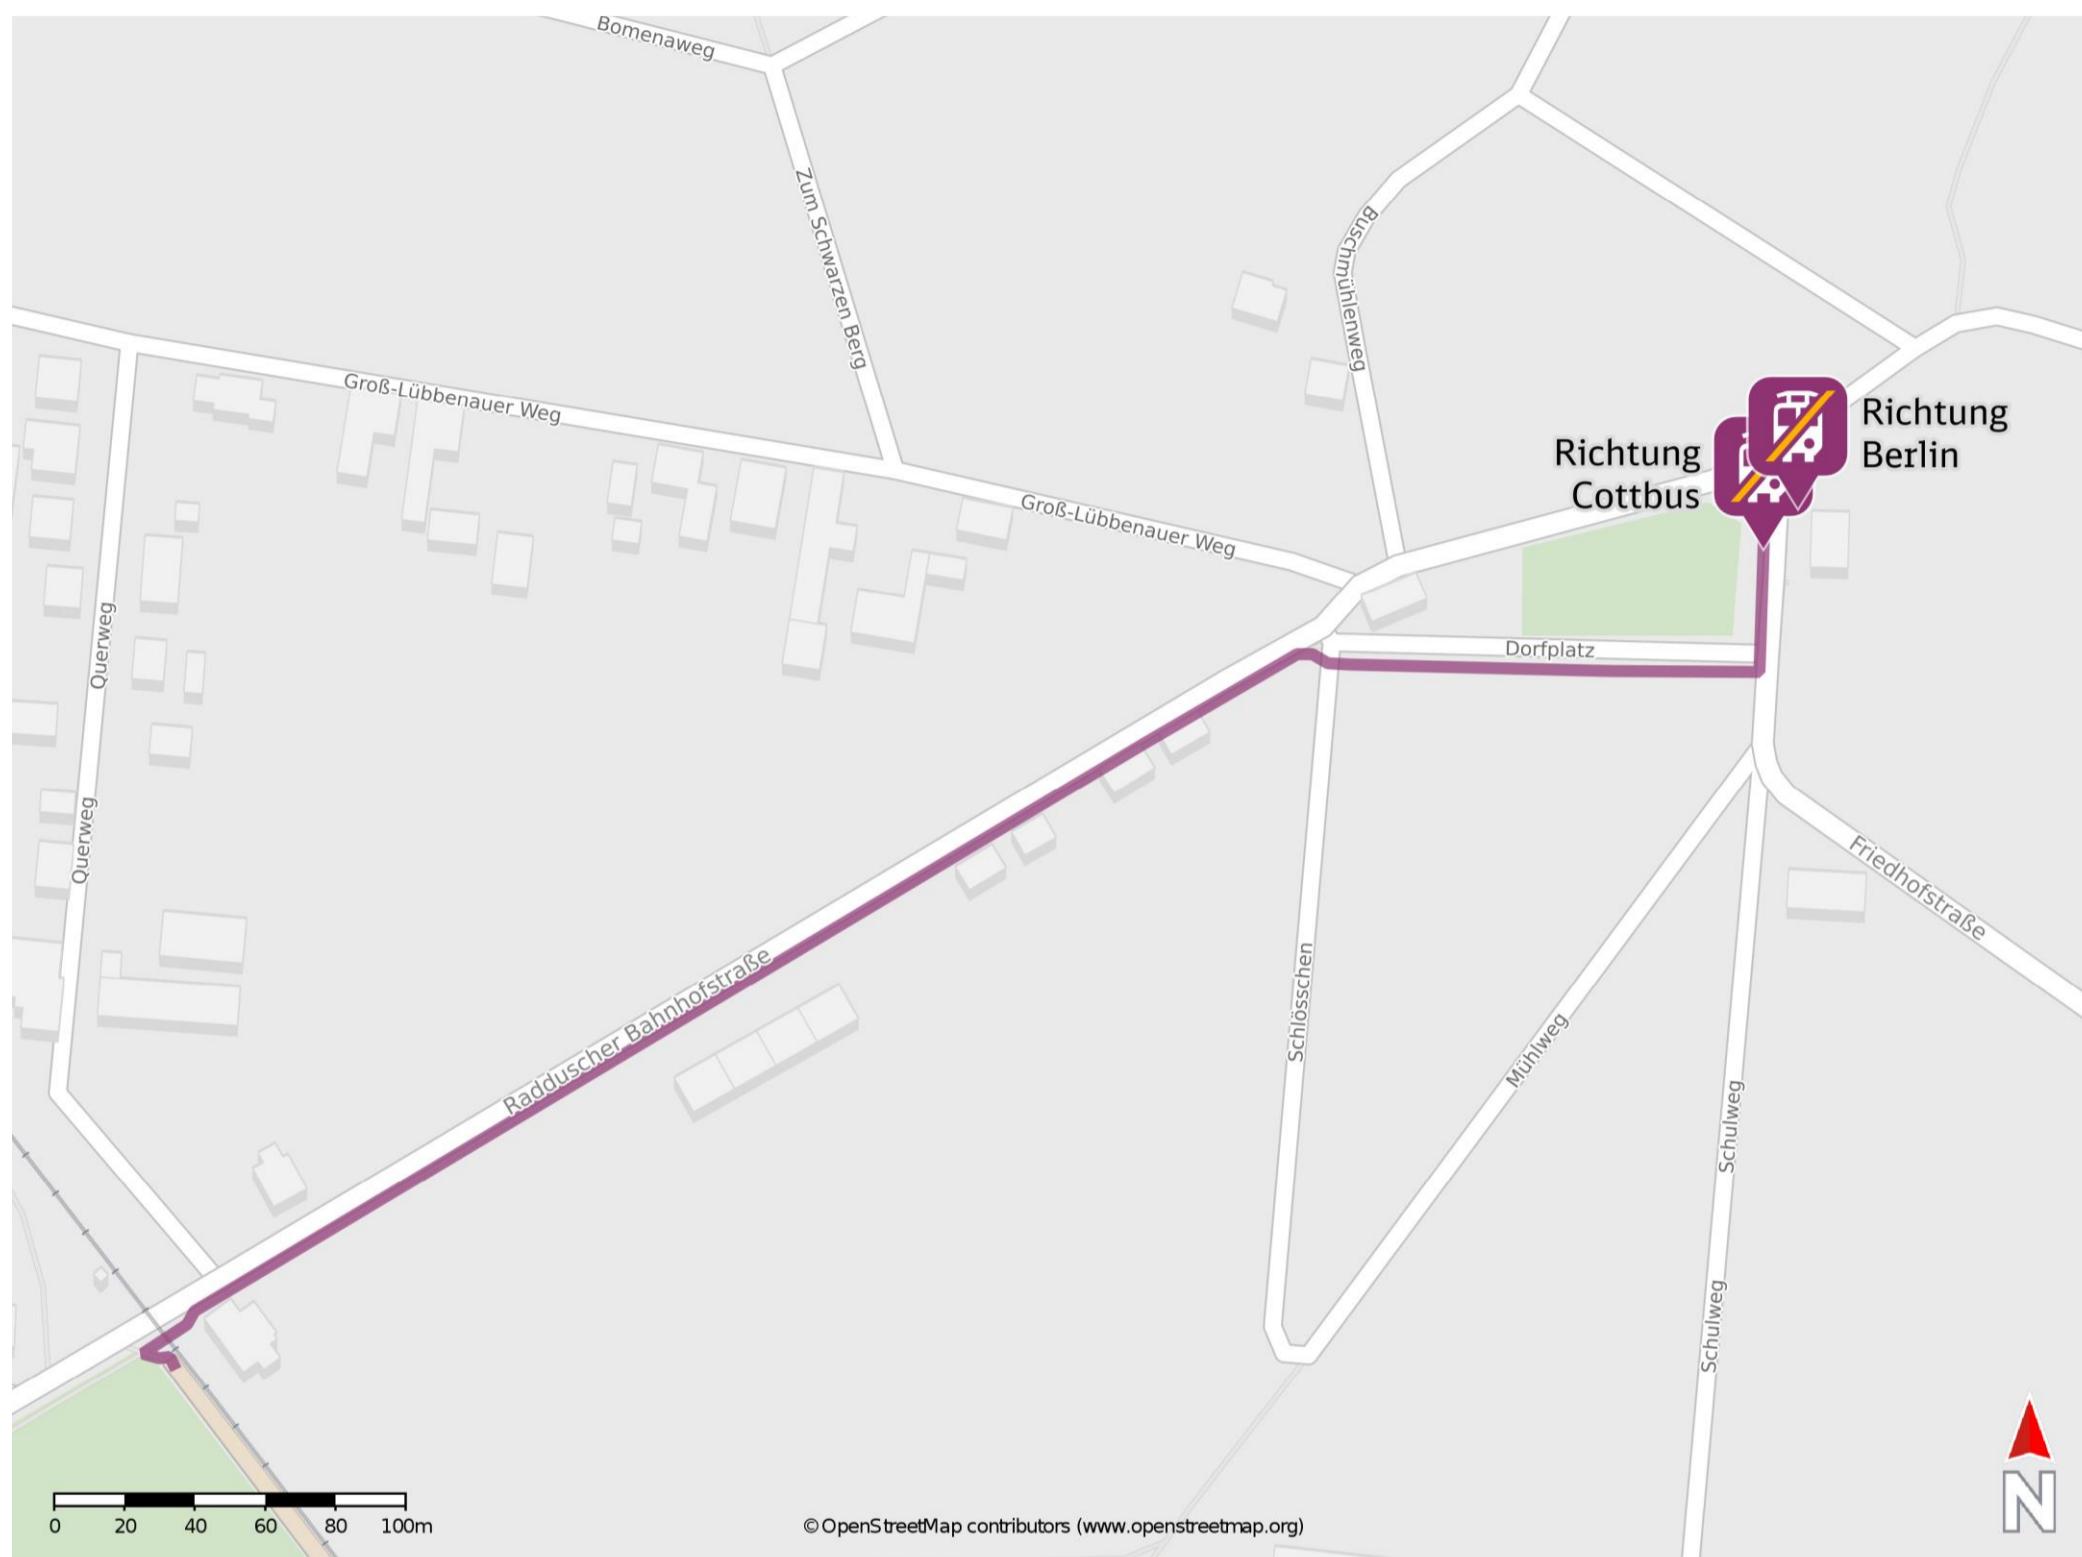 Bomenaweg
Zum Schwarzen Berg
Buschmühlenweg
Groß-Lübbenauer Weg
Richtung
Berlin
Richtung
Cottbus
Groß-Lübbenauer Weg
Querweg
Dorfplatz
Querweg
Friedhofstraße
Radduscher Bahnhofstraße
Schlösschen
Mühlweg
Schulweg
Schulweg
N
0 20 40 60 80 100m
© OpenStreetMap contributors (www.openstreetmap.org)